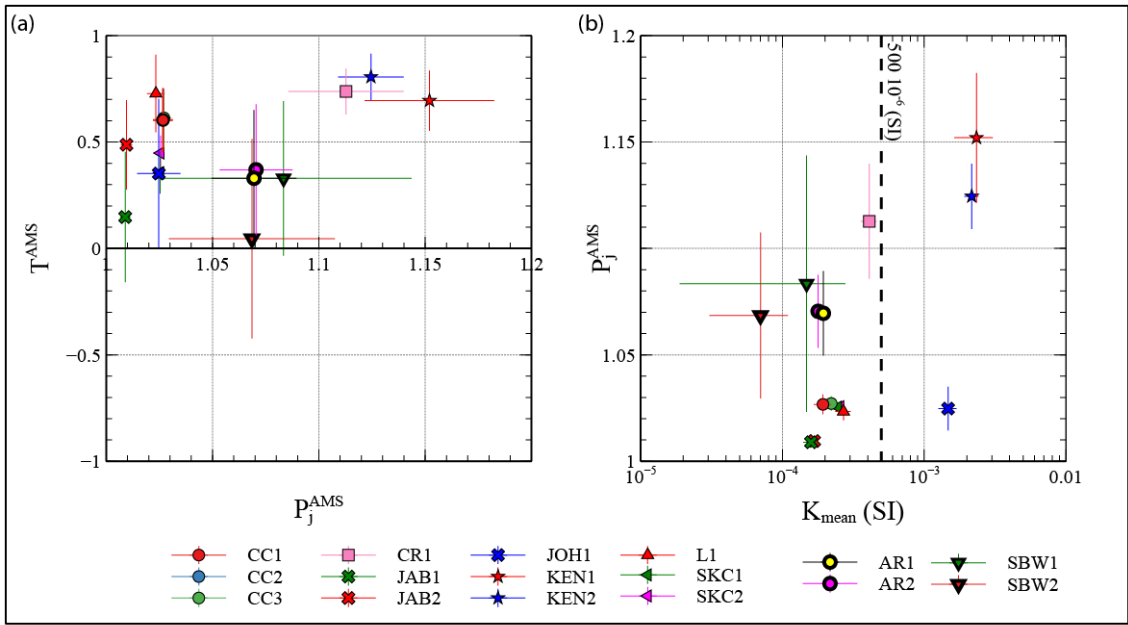 (a)
1
0.5
0
−0.5
−1
1.05
1.1
1.15
1.2
T^AMS
P_j^AMS
(b)
1.2
1.15
1.1
1.05
1
10^-5
10^-4
10^-3
0.01
500 10^-6 (SI)
P_j^AMS
K_mean (SI)
CC1 CR1 JOH1 L1 AR1 SBW1
CC2 JAB1 KEN1 SKC1 AR2 SBW2
CC3 JAB2 KEN2 SKC2